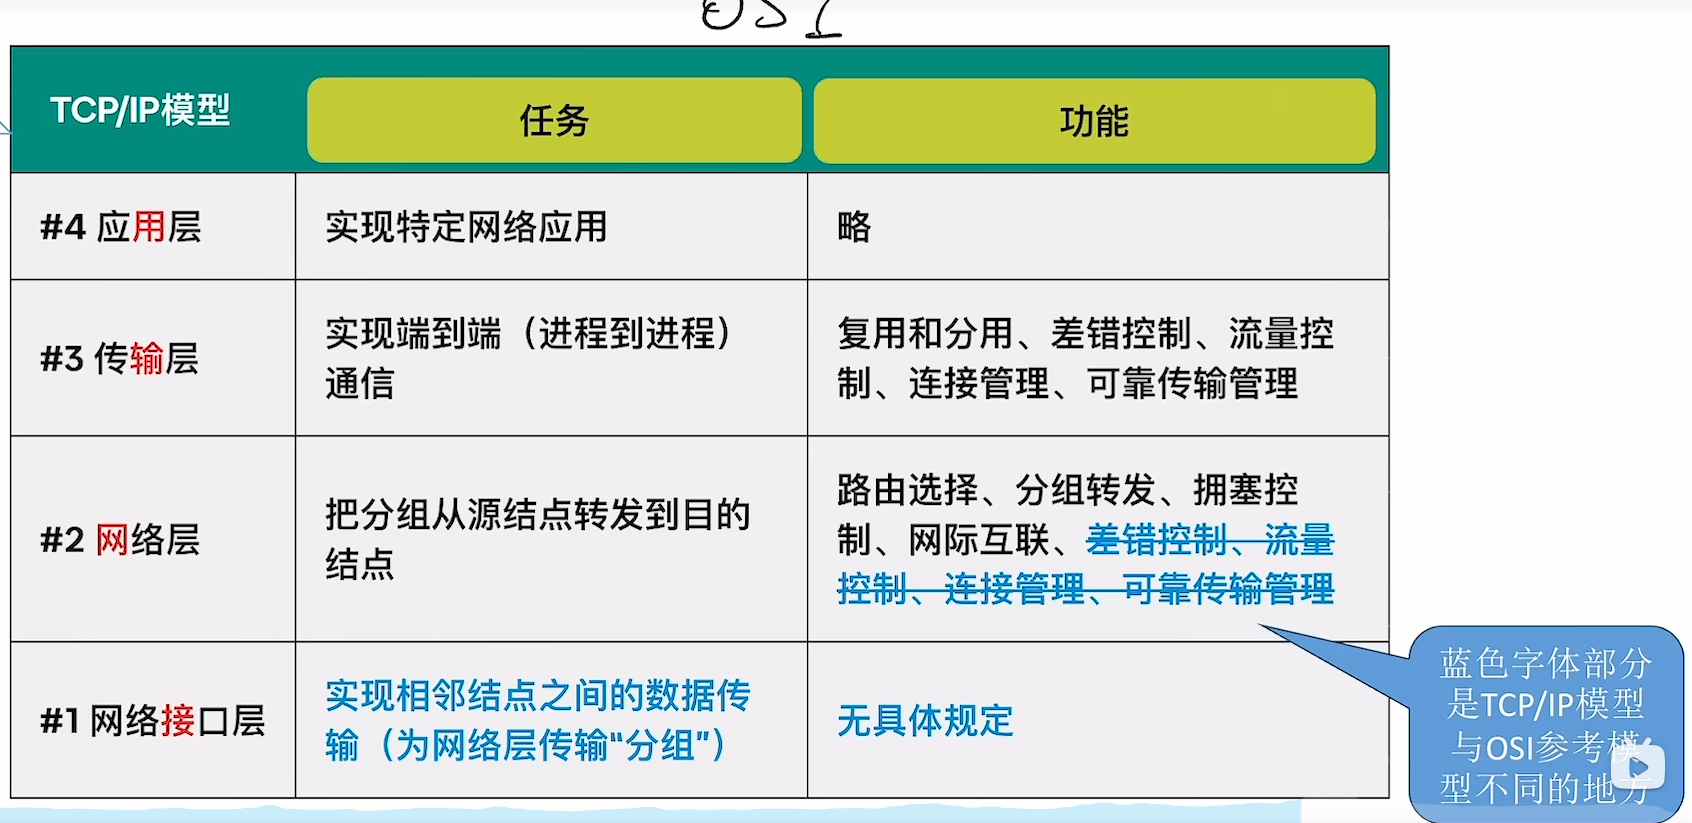 OSI
TCP/IP模型
任务
功能
#4 应用层
实现特定网络应用
略
#3 传输层
实现端到端（进程到进程）
通信
复用和分用、差错控制、流量控
制、连接管理、可靠传输管理
#2 网络层
把分组从源结点转发到目的
结点
路由选择、分组转发、拥塞控
制、网际互联、差错控制、流量
控制、连接管理、可靠传输管理
#1 网络接口层
实现相邻结点之间的数据传
输（为网络层传输“分组”）
无具体规定
蓝色字体部分
是TCP/IP模型
与OSI参考模
型不同的地方